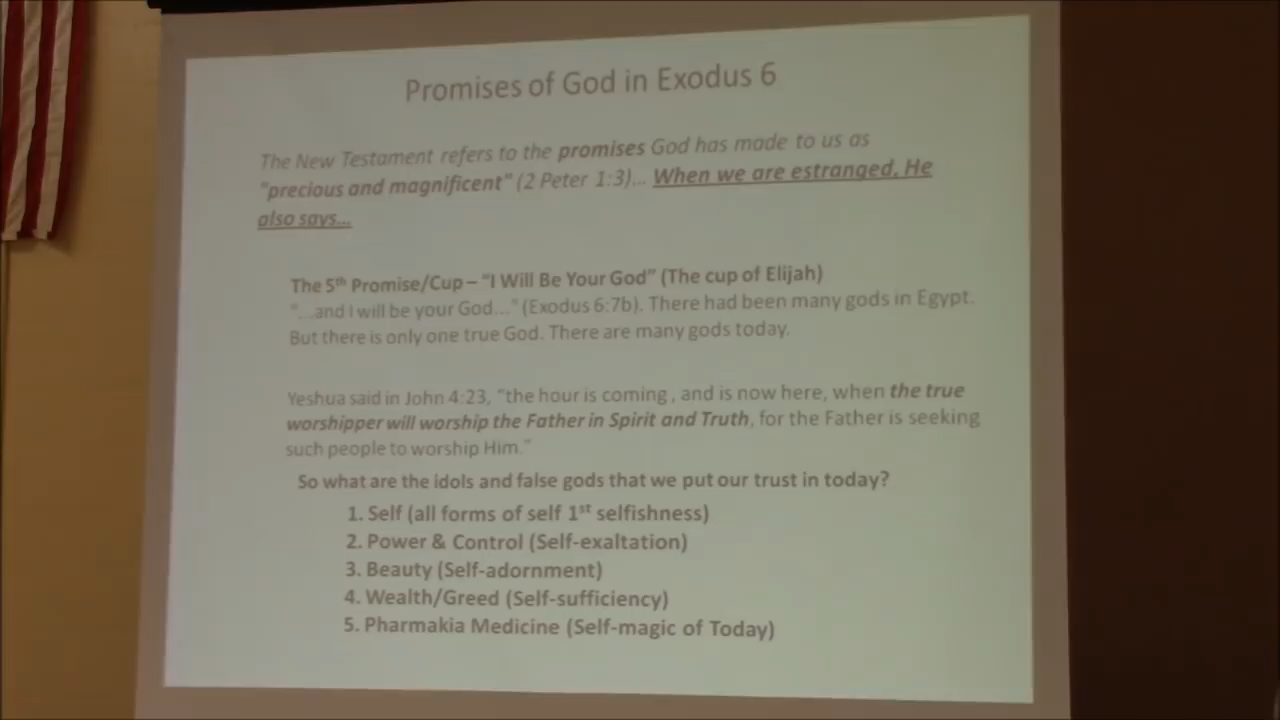 Promises of God in Exodus 6
The New Testament refers to the promises God has made to us as
"precious and magnificent" (2 Peter 1:3)... When we are estranged, He
also says...
The 5th Promise/Cup – "I Will Be Your God" (The cup of Elijah)
"...and I will be your God..." (Exodus 6:7b). There had been many gods in Egypt.
But there is only one true God. There are many gods today.
Yeshua said in John 4:23, "the hour is coming , and is now here, when the true
worshipper will worship the Father in Spirit and Truth, for the Father is seeking
such people to worship Him."
So what are the idols and false gods that we put our trust in today?
1. Self (all forms of self 1st selfishness)
2. Power & Control (Self-exaltation)
3. Beauty (Self-adornment)
4. Wealth/Greed (Self-sufficiency)
5. Pharmakia Medicine (Self-magic of Today)